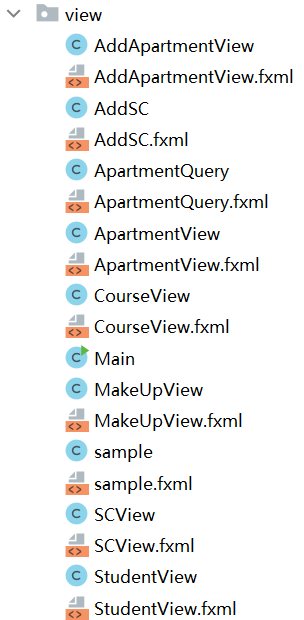 view
AddApartmentView
AddApartmentView.fxml
AddSC
AddSC.fxml
ApartmentQuery
ApartmentQuery.fxml
ApartmentView
ApartmentView.fxml
CourseView
CourseView.fxml
Main
MakeUpView
MakeUpView.fxml
sample
sample.fxml
SCView
SCView.fxml
StudentView
StudentView.fxml